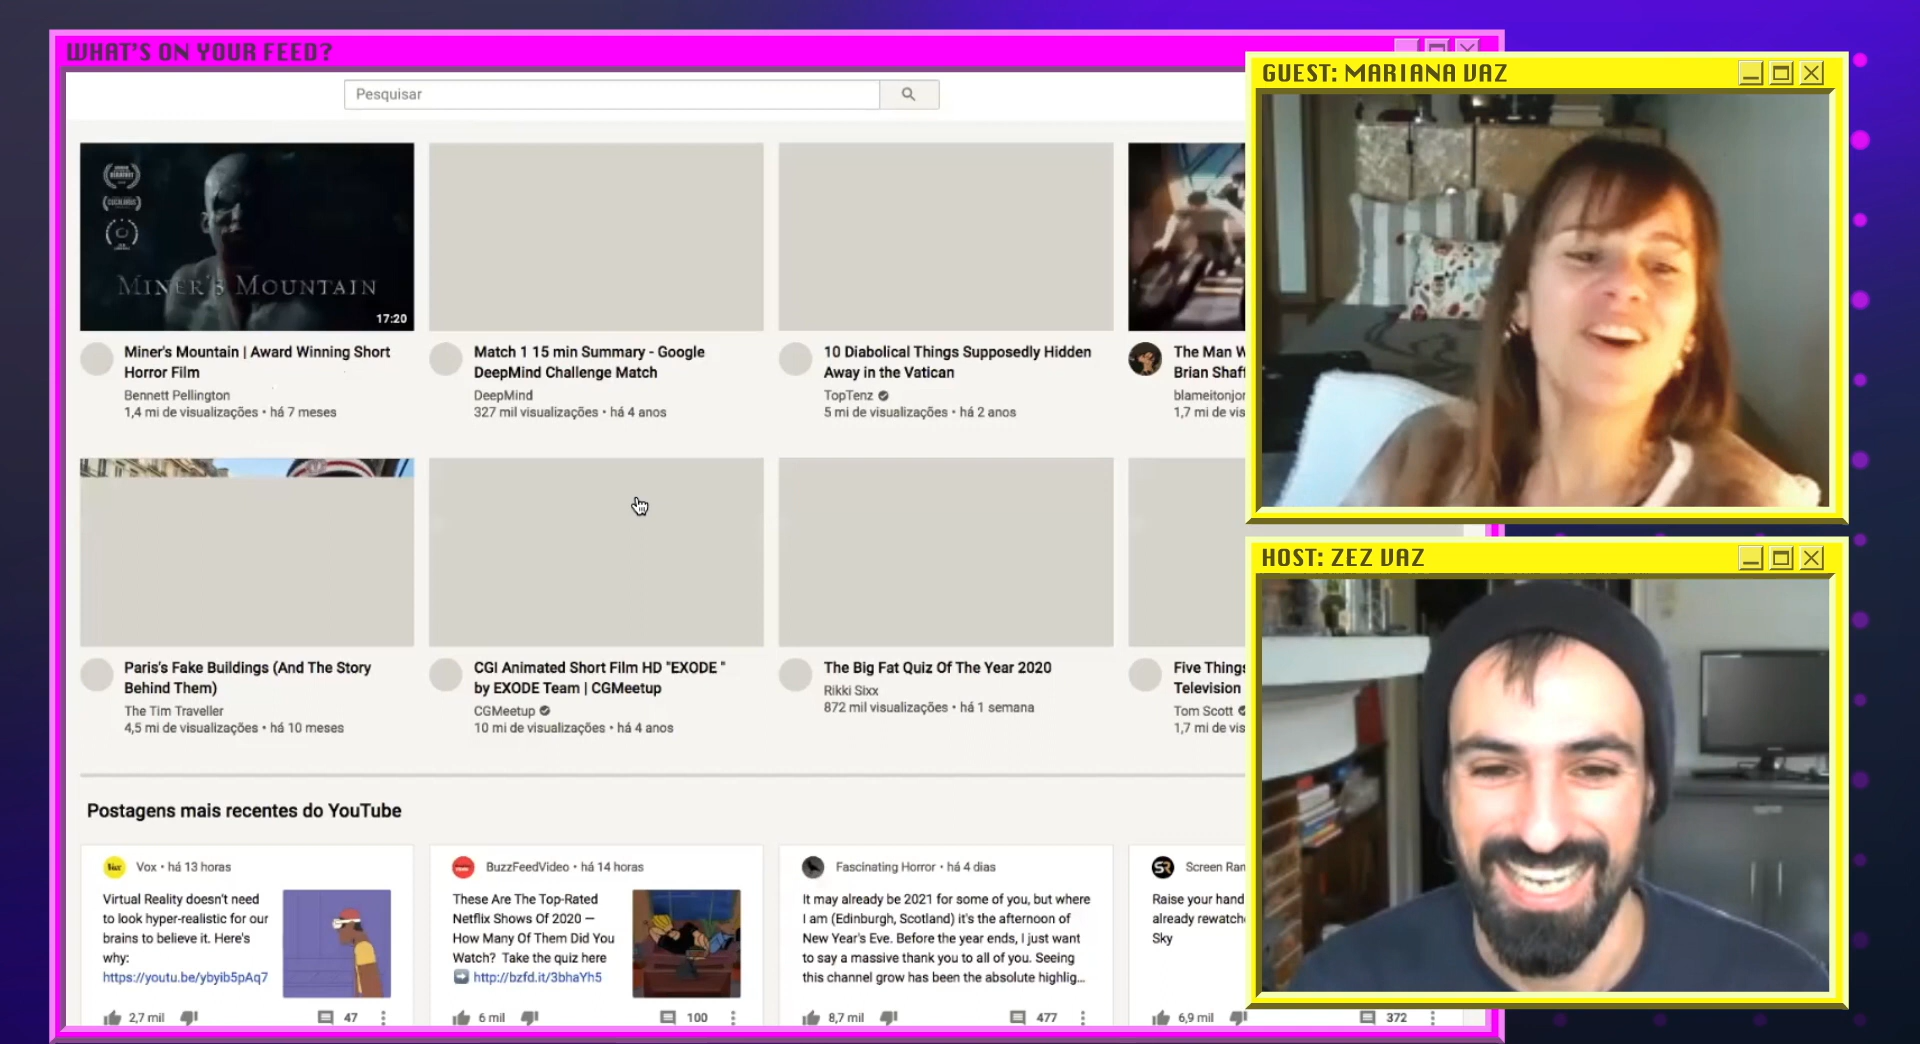 WHAT'S ON YOUR FEED?
Pesquisar
MINER'S MOUNTAIN
17:20
Miner's Mountain | Award Winning Short
Horror Film
Bennett Pellington
1,4 mi de visualizações • há 7 meses
Match 1 15 min Summary - Google
DeepMind Challenge Match
DeepMind
327 mil visualizações • há 4 anos
10 Diabolical Things Supposedly Hidden
Away in the Vatican
TopTenz
5 mi de visualizações • há 2 anos
The Man W
Brian Shaff
blameitonjor
1,7 mi de vis
Paris's Fake Buildings (And The Story
Behind Them)
The Tim Traveller
4,5 mi de visualizações • há 10 meses
CGI Animated Short Film HD "EXODE "
by EXODE Team | CGMeetup
CGMeetup
10 mi de visualizações • há 4 anos
The Big Fat Quiz Of The Year 2020
Rikki Sixx
872 mil visualizações • há 1 semana
Five Things
Television
Tom Scott
1,7 mi de vis
Postagens mais recentes do YouTube
Vox • há 13 horas
Virtual Reality doesn't need
to look hyper-realistic for our
brains to believe it. Here's
why:
https://youtu.be/ybyib5pAq7
2,7 mil 47
BuzzFeedVideo • há 14 horas
These Are The Top-Rated
Netflix Shows Of 2020 —
How Many Of Them Did You
Watch? Take the quiz here
http://bzfd.it/3bhaYh5
6 mil 100
Fascinating Horror • há 4 dias
It may already be 2021 for some of you, but where
I am (Edinburgh, Scotland) it's the afternoon of
New Year's Eve. Before the year ends, I just want
to say a massive thank you to all of you. Seeing
this channel grow has been the absolute highlig...
8,7 mil 477
SR
Screen Ran
Raise your hand
already rewatch
Sky
6,9 mil 372
GUEST: MARIANA VAZ
HOST: ZEZ VAZ